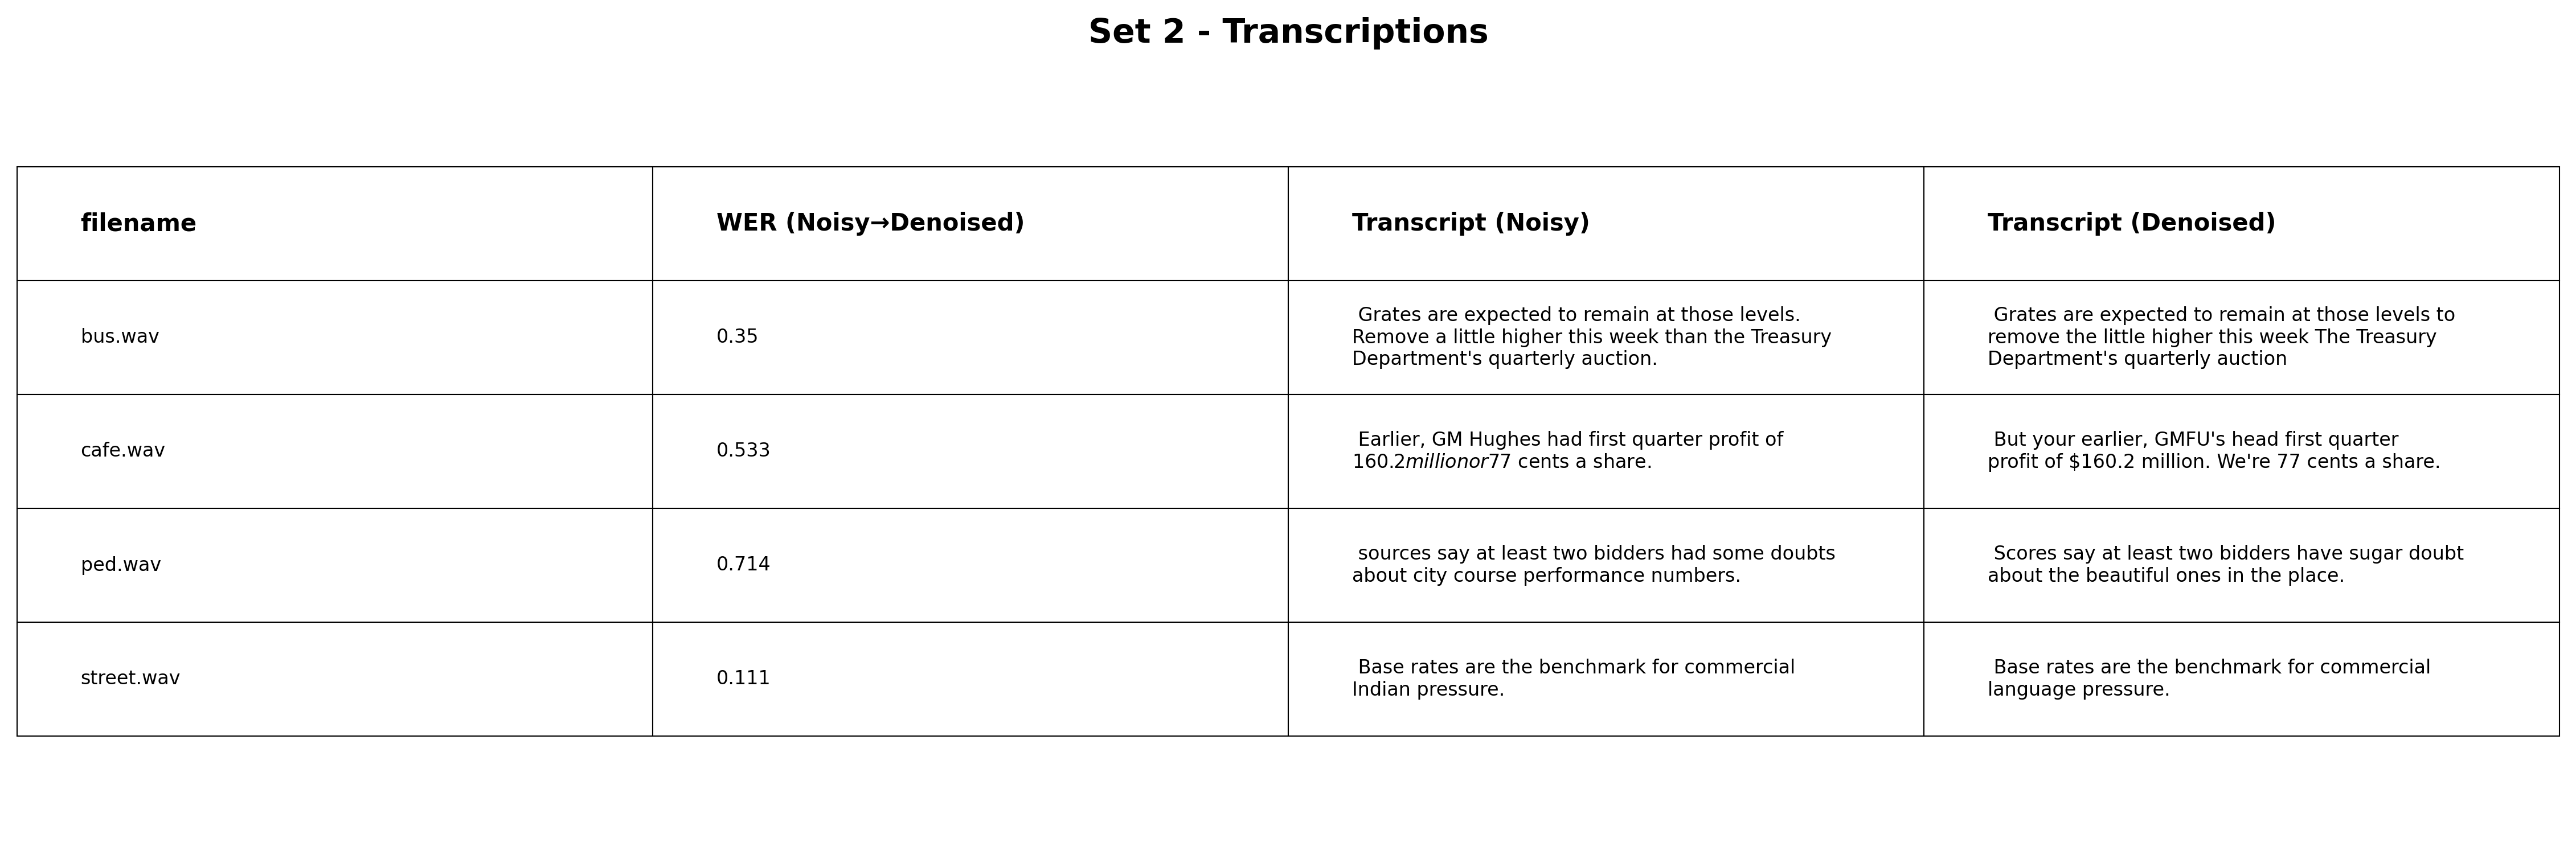 Set 2 - Transcriptions
filename
WER (Noisy→Denoised)
Transcript (Noisy)
Transcript (Denoised)
bus.wav
0.35
Grates are expected to remain at those levels.
Remove a little higher this week than the Treasury
Department's quarterly auction.
Grates are expected to remain at those levels to
remove the little higher this week The Treasury
Department's quarterly auction
cafe.wav
0.533
Earlier, GM Hughes had first quarter profit of
160.2millionor77 cents a share.
But your earlier, GMFU's head first quarter
profit of $160.2 million. We're 77 cents a share.
ped.wav
0.714
sources say at least two bidders had some doubts
about city course performance numbers.
Scores say at least two bidders have sugar doubt
about the beautiful ones in the place.
street.wav
0.111
Base rates are the benchmark for commercial
Indian pressure.
Base rates are the benchmark for commercial
language pressure.